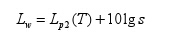 L_w = L_{p2}(T) + 10lg s